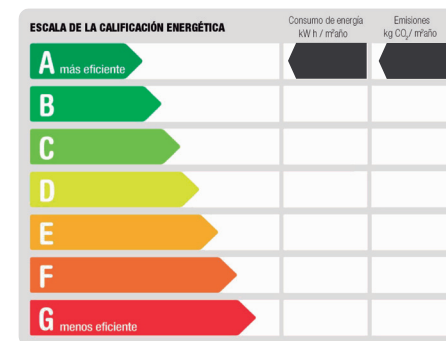 ESCALA DE LA CALIFICACIÓN ENERGÉTICA
Consumo de energía
kW h / m²año
Emisiones
kg CO₂/ m²año
A más eficiente
B
C
D
E
F
G menos eficiente